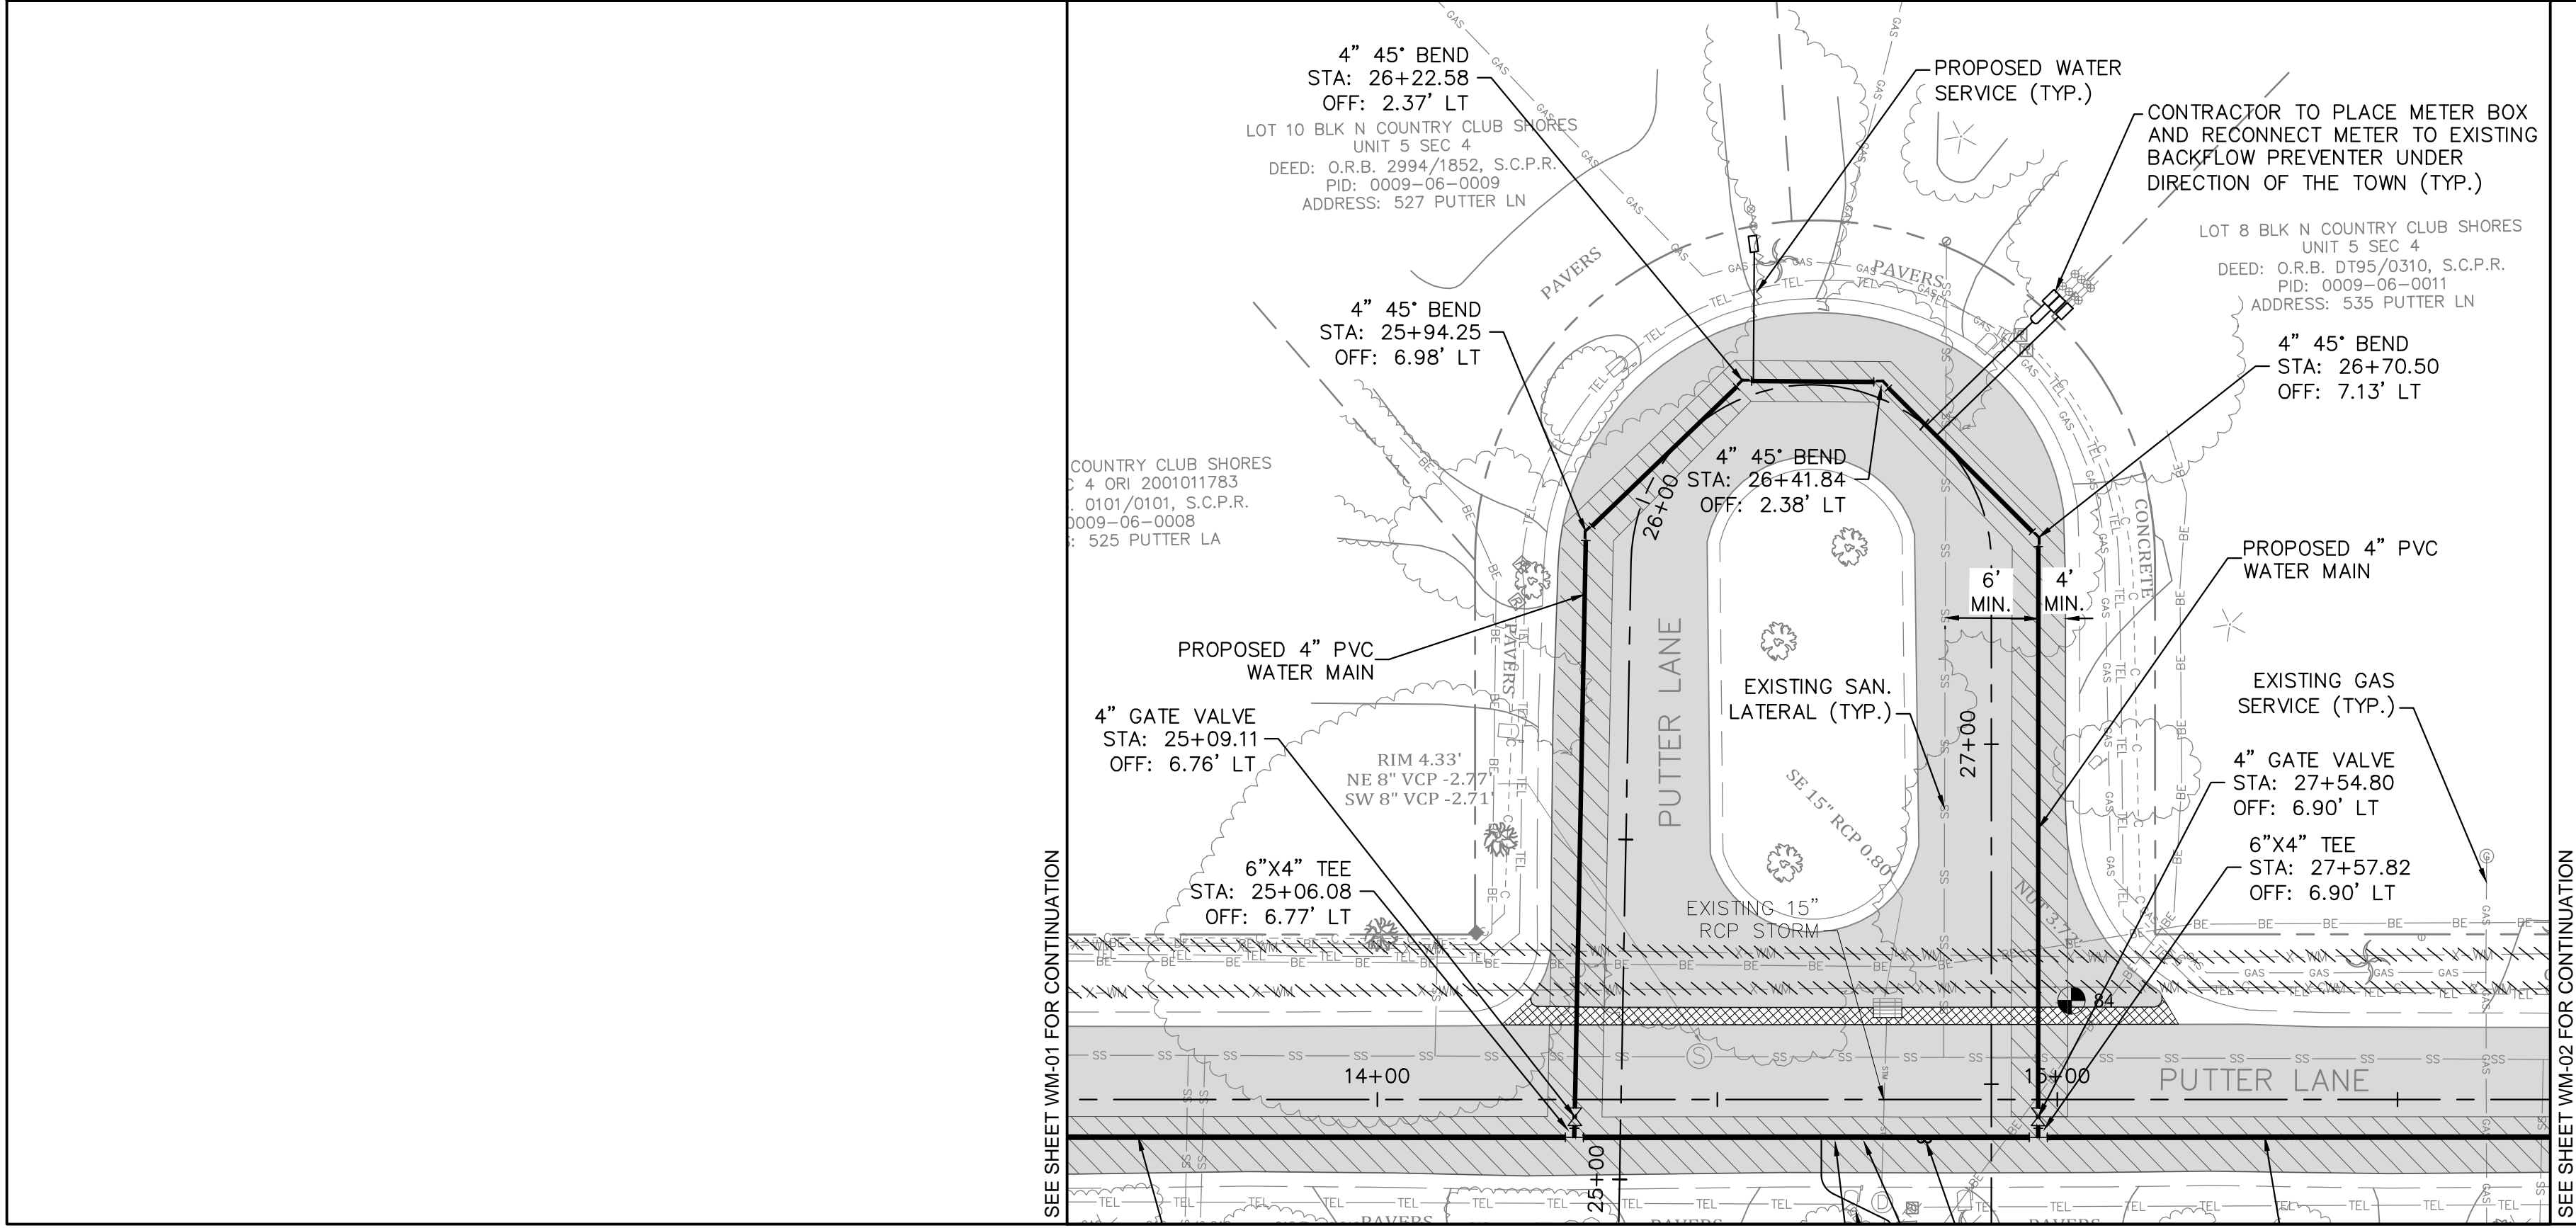 4" 45° BEND
STA: 26+22.58
OFF: 2.37' LT
LOT 10 BLK N COUNTRY CLUB SHORES
UNIT 5 SEC 4
DEED: O.R.B. 2994/1852, S.C.P.R.
PID: 0009-06-0009
ADDRESS: 527 PUTTER LN
PROPOSED WATER
SERVICE (TYP.)
CONTRACTOR TO PLACE METER BOX
AND RECONNECT METER TO EXISTING
BACKFLOW PREVENTER UNDER
DIRECTION OF THE TOWN (TYP.)
LOT 8 BLK N COUNTRY CLUB SHORES
UNIT 5 SEC 4
DEED: O.R.B. DT95/0310, S.C.P.R.
PID: 0009-06-0011
ADDRESS: 535 PUTTER LN
PAVERS
PAVERS
4" 45° BEND
STA: 25+94.25
OFF: 6.98' LT
4" 45° BEND
STA: 26+70.50
OFF: 7.13' LT
4" 45° BEND
STA: 26+41.84
OFF: 2.38' LT
26+00
COUNTRY CLUB SHORES
C 4 ORI 2001011783
. 0101/0101, S.C.P.R.
0009-06-0008
: 525 PUTTER LA
CONCRETE
6'
MIN.
4'
MIN.
PROPOSED 4" PVC
WATER MAIN
PROPOSED 4" PVC
WATER MAIN
PAVERS
PUTTER LANE
EXISTING SAN.
LATERAL (TYP.)
27+00
EXISTING GAS
SERVICE (TYP.)
4" GATE VALVE
STA: 25+09.11
OFF: 6.76' LT
RIM 4.33'
NE 8" VCP -2.77'
SW 8" VCP -2.71'
SE 15" RCP 0.80'
4" GATE VALVE
STA: 27+54.80
OFF: 6.90' LT
6"X4" TEE
STA: 27+57.82
OFF: 6.90' LT
6"X4" TEE
STA: 25+06.08
OFF: 6.77' LT
EXISTING 15"
RCP STORM
84
14+00
15+00
PUTTER LANE
25+00
S
D
PAVERS
PAVERS
SEE SHEET WM-01 FOR CONTINUATION
SEE SHEET WM-02 FOR CONTINUATION